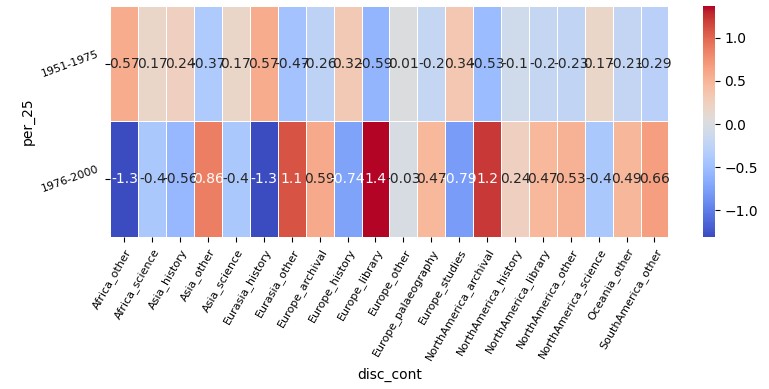 per_25
1951-1975 0.57 0.17 0.24 -0.37 0.17 0.57 -0.47 -0.26 0.32 -0.59 0.01 -0.2 0.34 -0.53 -0.1 -0.2 -0.23 0.17 -0.21 -0.29
1976-2000 -1.3 -0.4 -0.56 0.86 -0.4 -1.3 1.1 0.59 -0.74 1.4 -0.03 0.47 -0.79 1.2 0.24 0.47 0.53 -0.4 0.49 0.66
Africa_other
Africa_science
Asia_history
Asia_other
Asia_science
Eurasia_history
Eurasia_other
Europe_archival
Europe_history
Europe_library
Europe_other
Europe_palaeography
Europe_studies
NorthAmerica_archival
NorthAmerica_history
NorthAmerica_library
NorthAmerica_other
NorthAmerica_science
Oceania_other
SouthAmerica_other
disc_cont
1.0
0.5
0.0
−0.5
−1.0